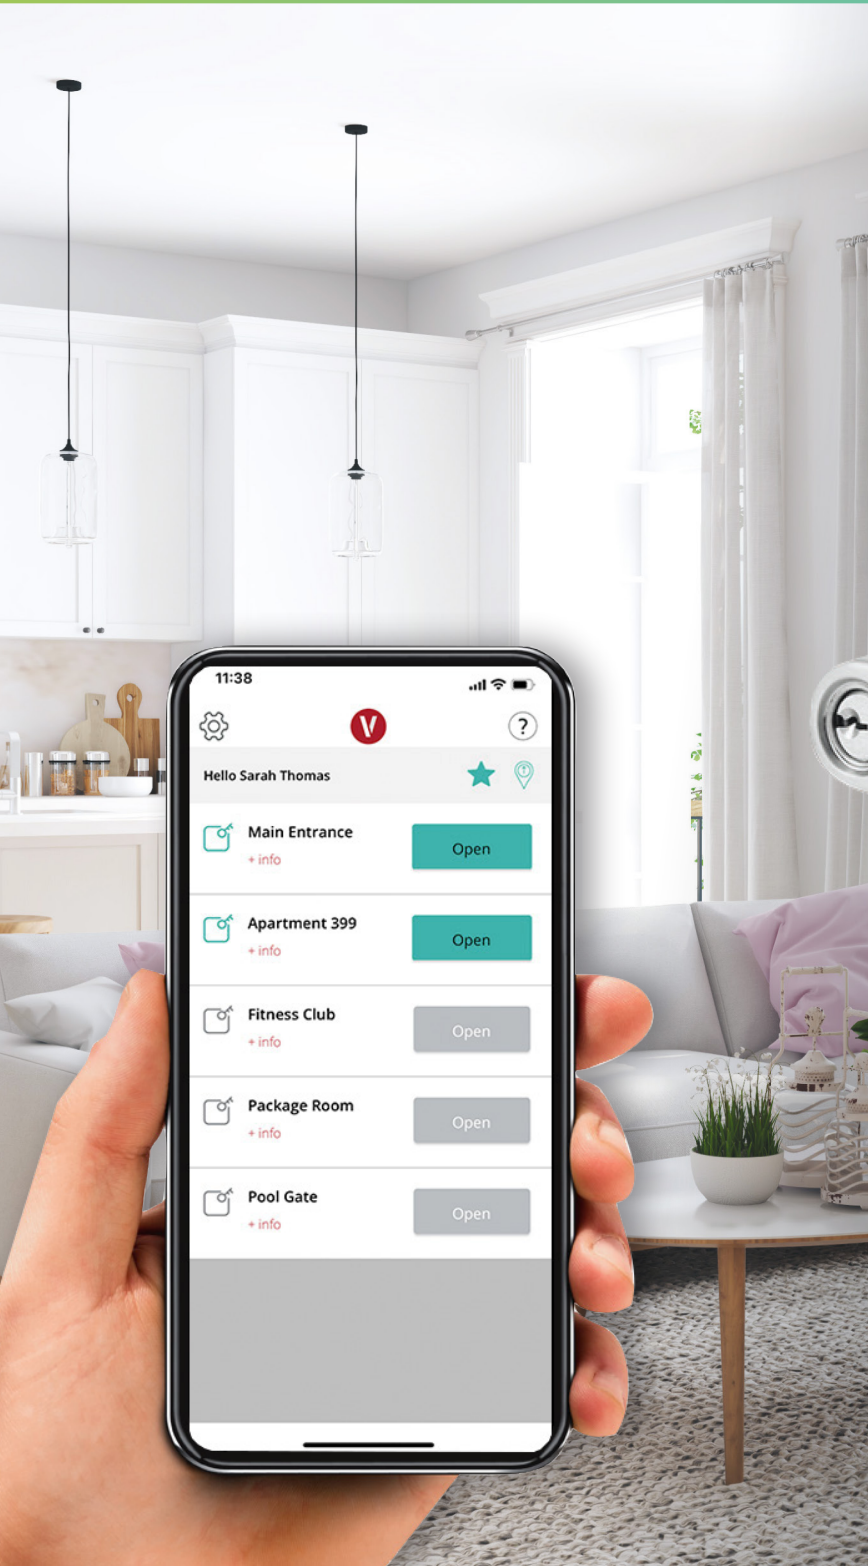 11:38
V
?
Hello Sarah Thomas
Main Entrance
+ info
Open
Apartment 399
+ info
Open
Fitness Club
+ info
Open
Package Room
+ info
Open
Pool Gate
+ info
Open